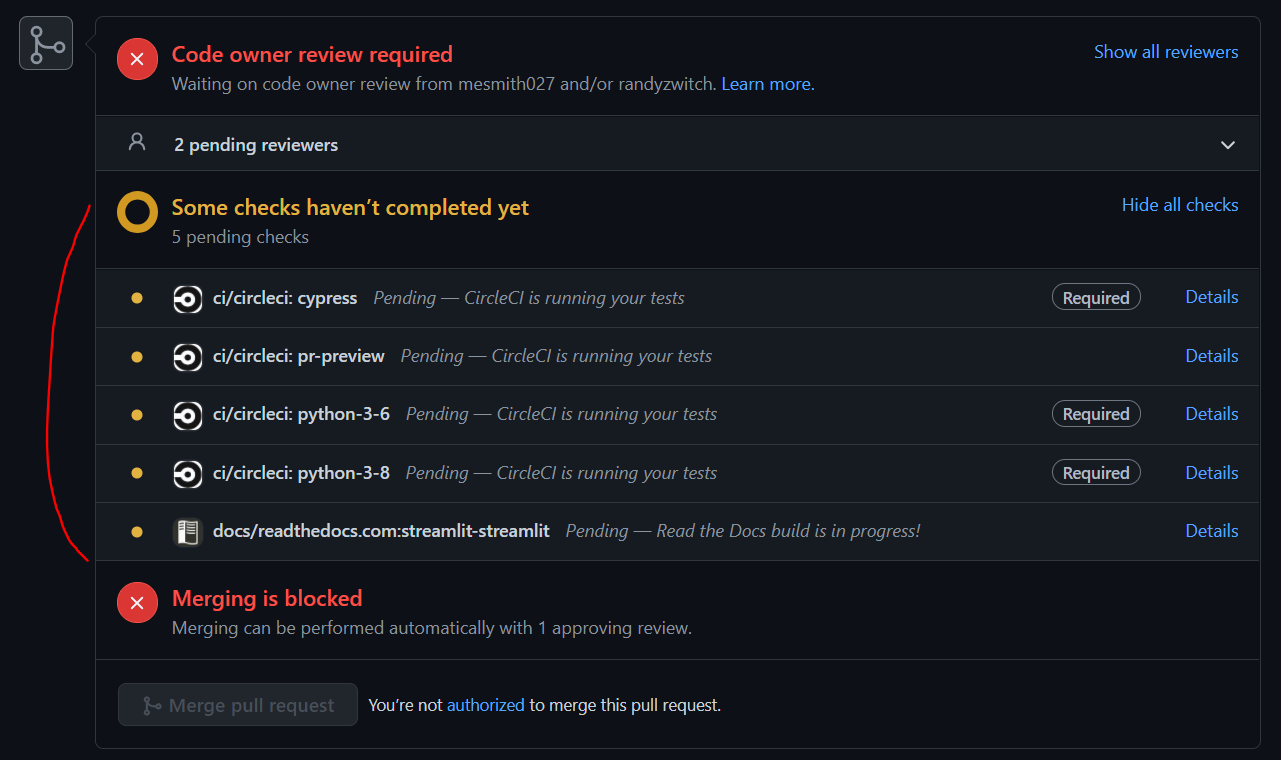 Code owner review required
Show all reviewers
Waiting on code owner review from mesmith027 and/or randyzwitch. Learn more.
2 pending reviewers
Some checks haven’t completed yet
Hide all checks
5 pending checks
ci/circleci: cypress Pending — CircleCI is running your tests Required Details
ci/circleci: pr-preview Pending — CircleCI is running your tests Details
ci/circleci: python-3-6 Pending — CircleCI is running your tests Required Details
ci/circleci: python-3-8 Pending — CircleCI is running your tests Required Details
docs/readthedocs.com:streamlit-streamlit Pending — Read the Docs build is in progress! Details
Merging is blocked
Merging can be performed automatically with 1 approving review.
Merge pull request You’re not authorized to merge this pull request.